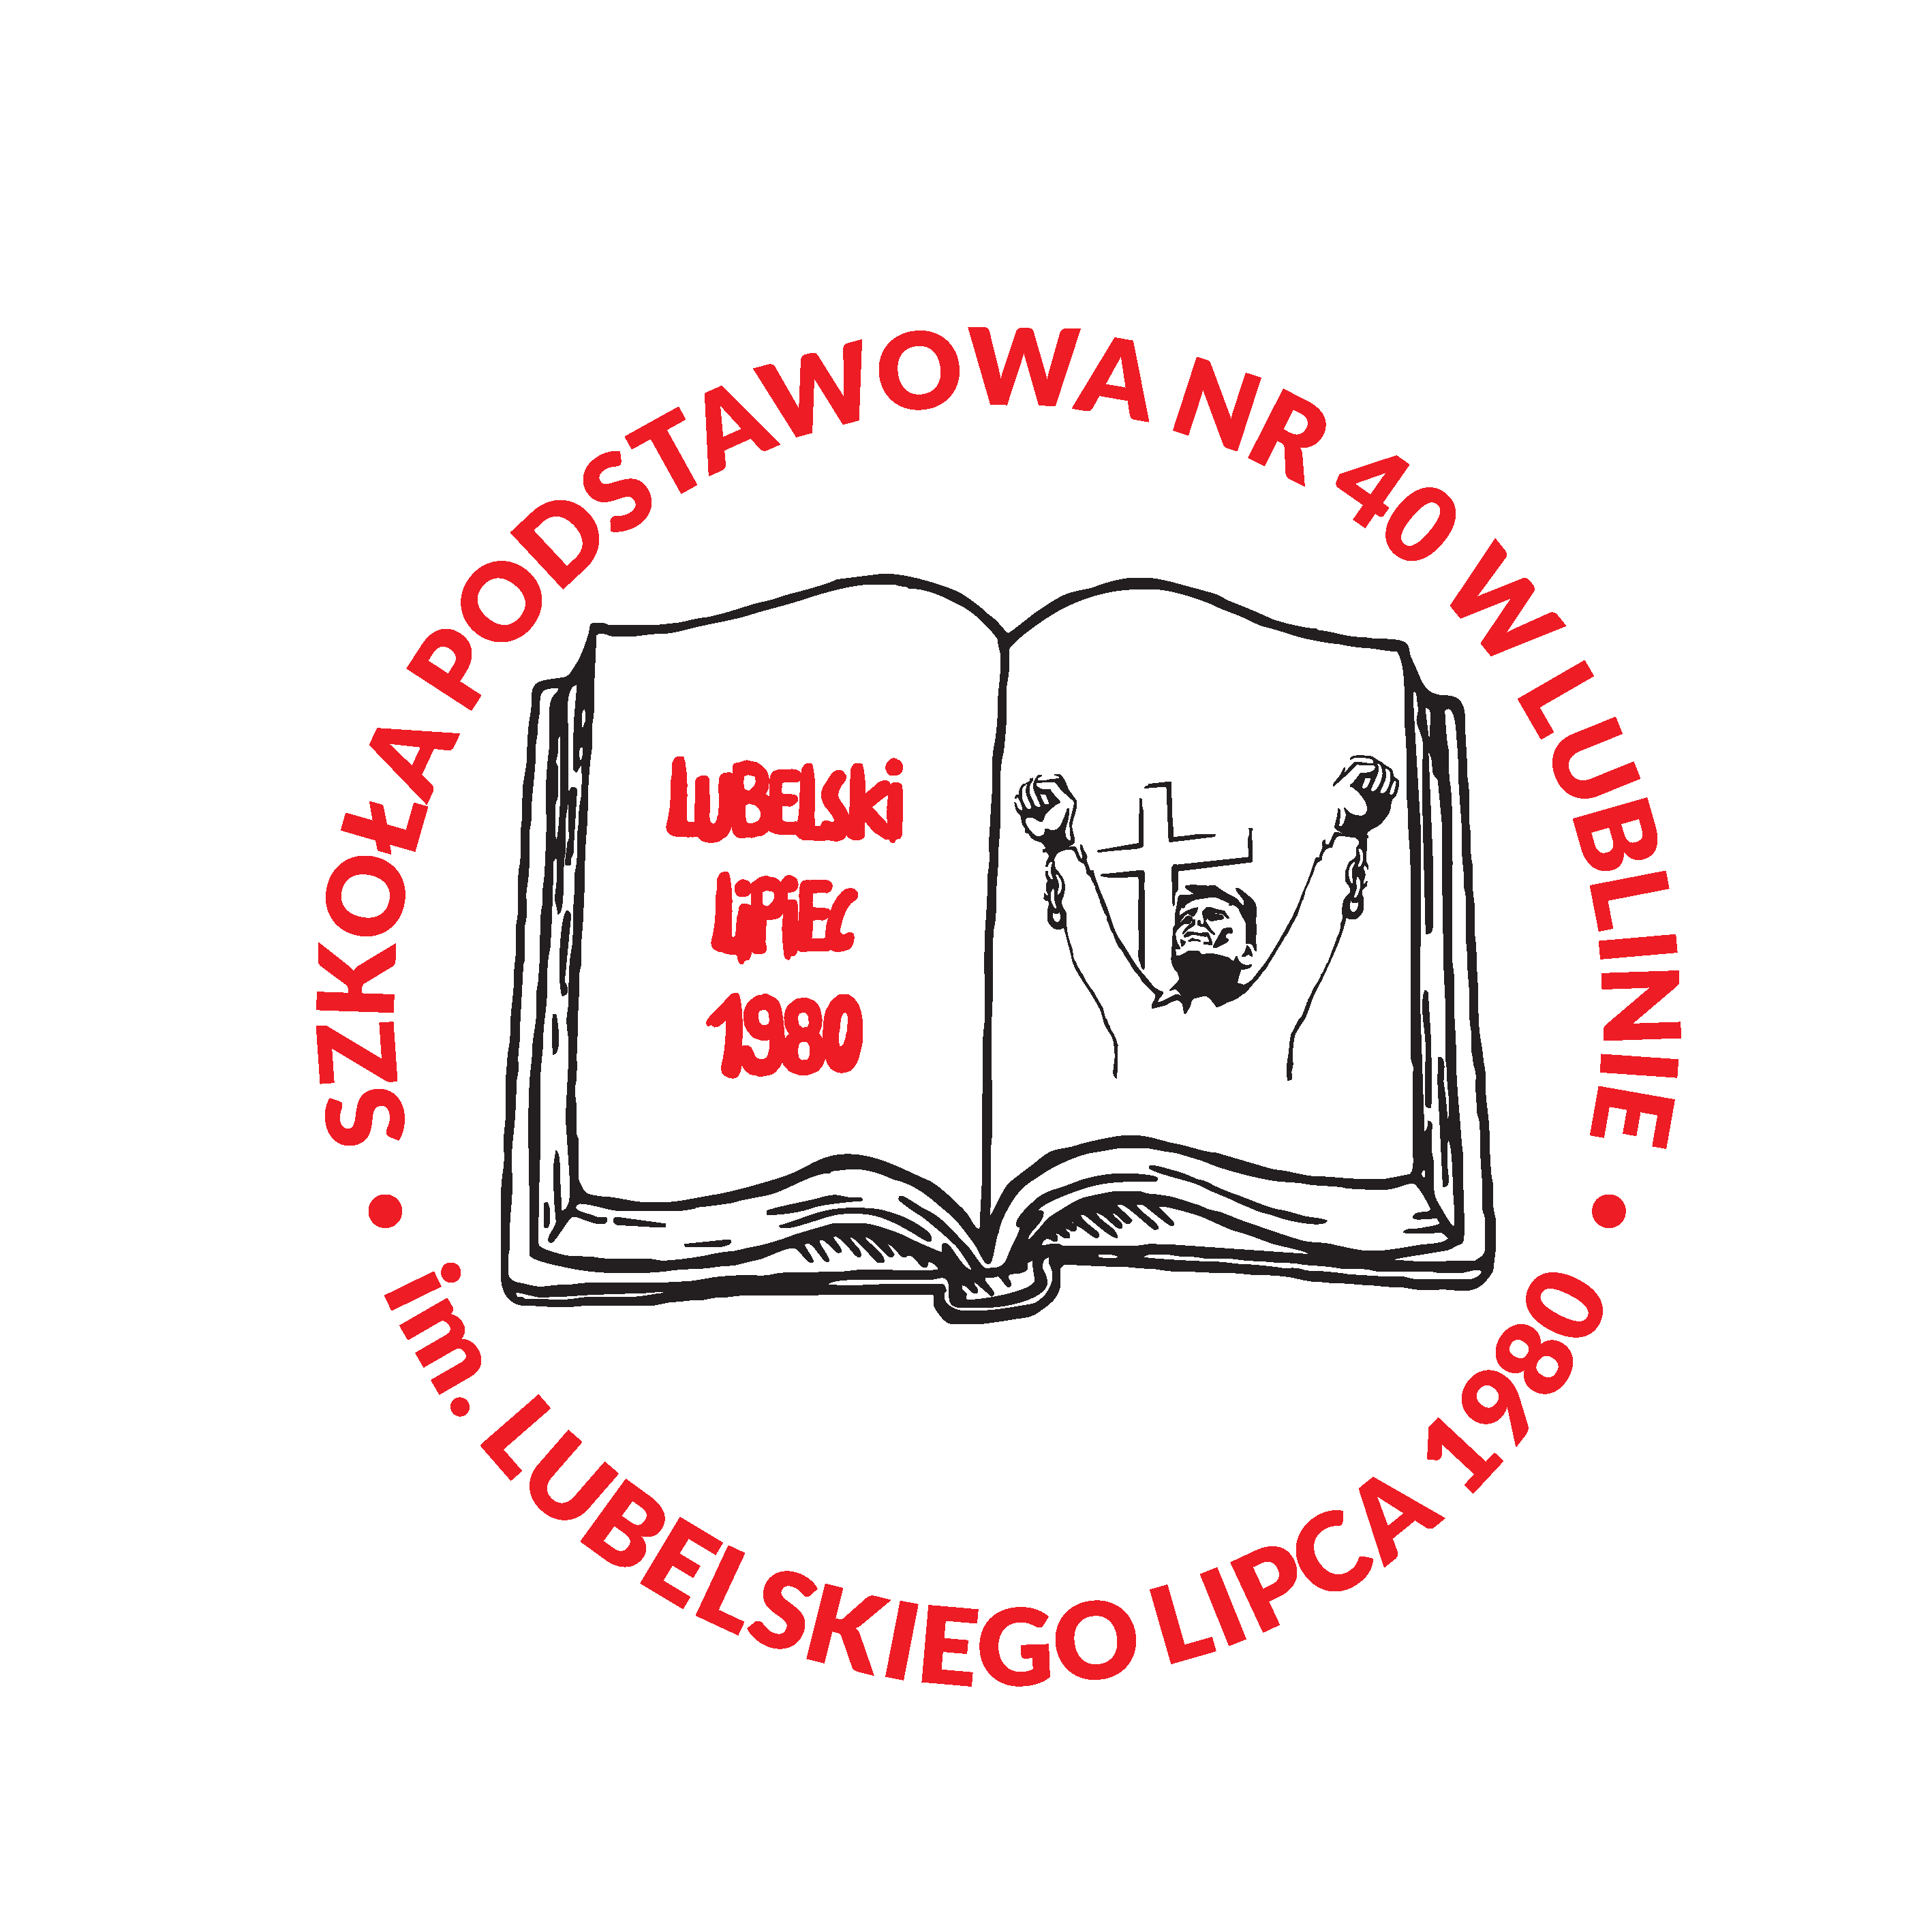 SZKOŁA PODSTAWOWA NR 40 W LUBLINIE
LUBELSKi
LiPiEC
1980
• im. LUBELSKIEGO LIPCA 1980 •